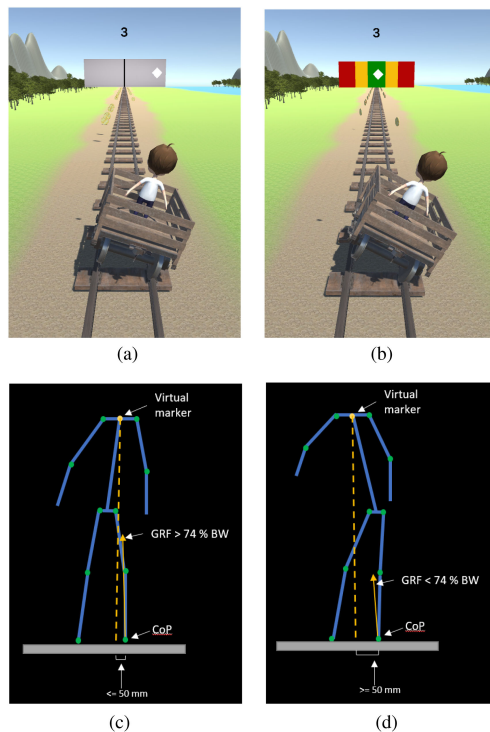 3
3
(a)
(b)
Virtual
marker
GRF > 74 % BW
CoP
<= 50 mm
(c)
Virtual
marker
GRF < 74 % BW
CoP
>= 50 mm
(d)